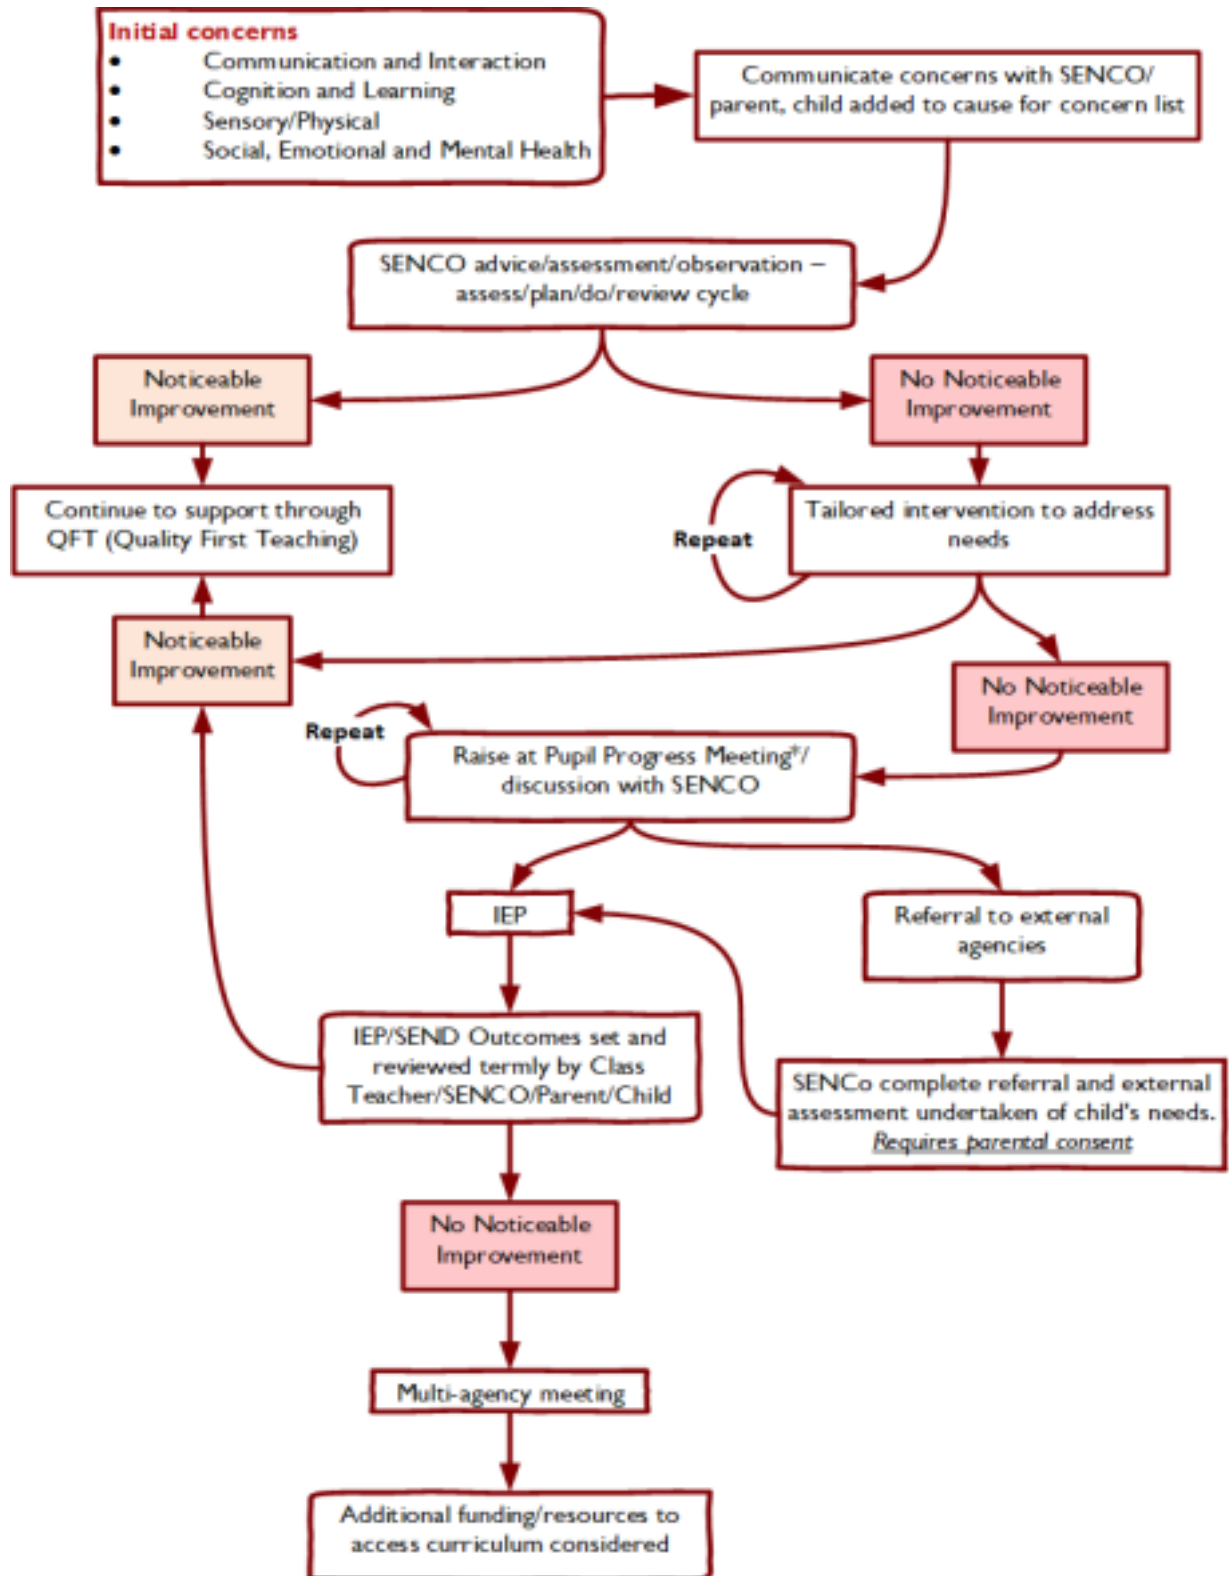 Initial concerns
• Communication and Interaction
• Cognition and Learning
• Sensory/Physical
• Social, Emotional and Mental Health
Communicate concerns with SENCO/
parent, child added to cause for concern list
SENCO advice/assessment/observation –
assess/plan/do/review cycle
Noticeable
Improvement
No Noticeable
Improvement
Continue to support through
QFT (Quality First Teaching)
Repeat
Tailored intervention to address
needs
Noticeable
Improvement
No Noticeable
Improvement
Repeat
Raise at Pupil Progress Meeting*/
discussion with SENCO
IEP
Referral to external
agencies
IEP/SEND Outcomes set and
reviewed termly by Class
Teacher/SENCO/Parent/Child
SENCo complete referral and external
assessment undertaken of child's needs.
Requires parental consent
No Noticeable
Improvement
Multi-agency meeting
Additional funding/resources to
access curriculum considered